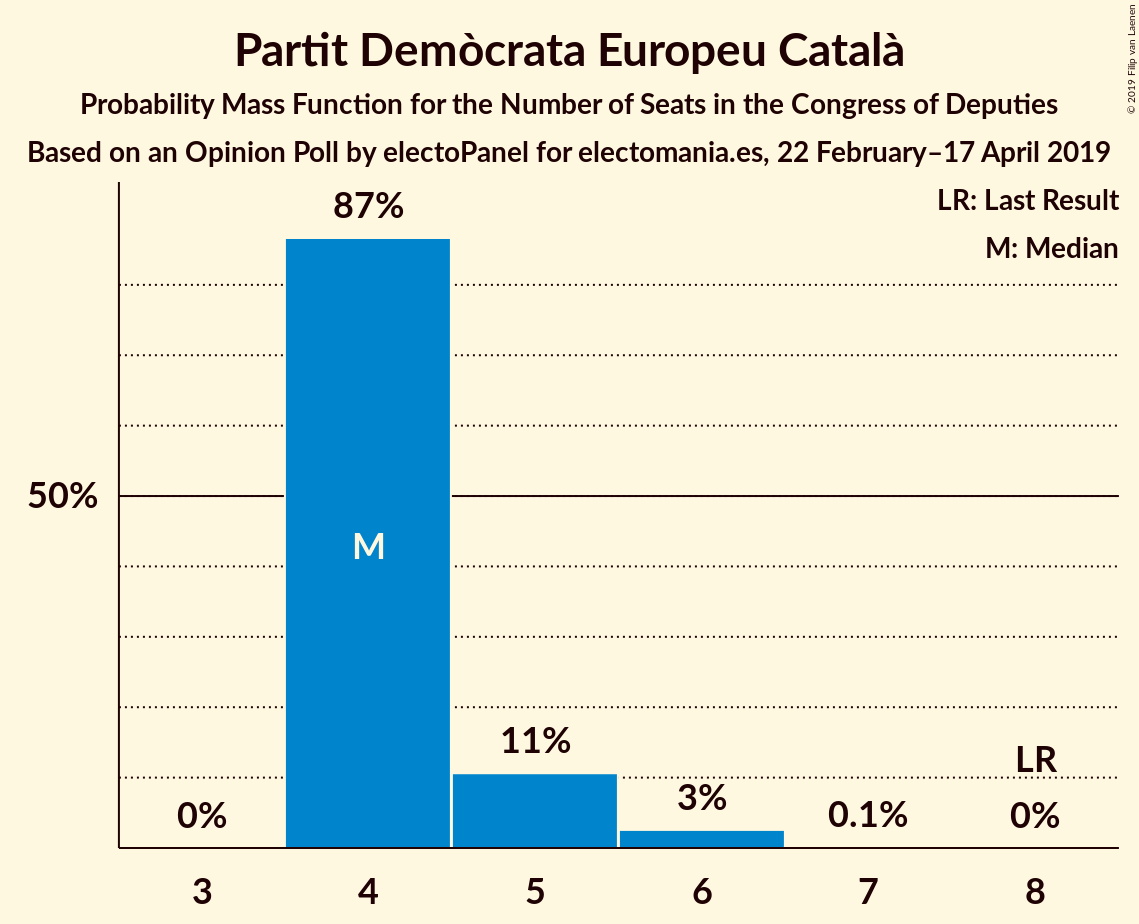 Partit Demòcrata Europeu Català
Probability Mass Function for the Number of Seats in the Congress of Deputies
Based on an Opinion Poll by electoPanel for electomania.es, 22 February–17 April 2019
© 2019 Filip van Laenen
LR: Last Result
M: Median
87%
50%
M
11%
LR
0%
3%
0.1%
0%
3 4 5 6 7 8